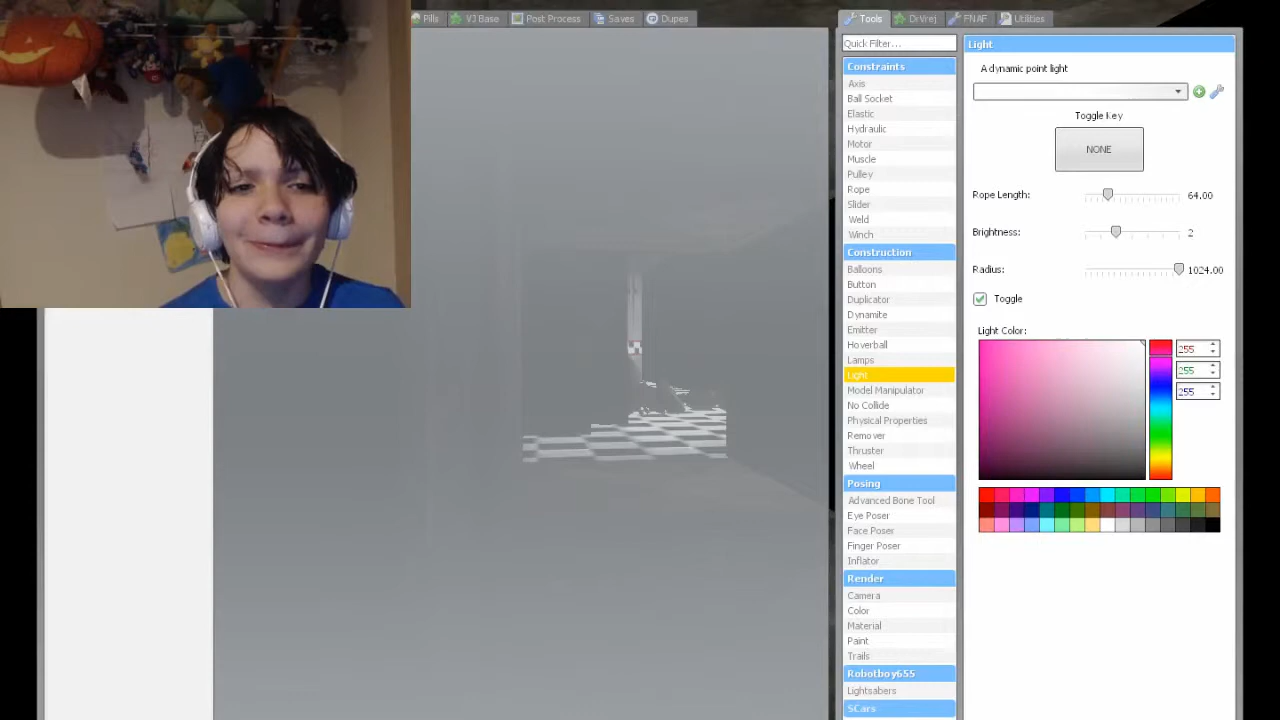 Pills VJ Base Post Process Saves Dupes
Tools DrVrej FNAF Utilities
Quick Filter...
Constraints
Axis
Ball Socket
Elastic
Hydraulic
Motor
Muscle
Pulley
Rope
Slider
Weld
Winch
Construction
Balloons
Button
Duplicator
Dynamite
Emitter
Hoverball
Lamps
Light
Model Manipulator
No Collide
Physical Properties
Remover
Thruster
Wheel
Posing
Advanced Bone Tool
Eye Poser
Face Poser
Finger Poser
Inflator
Render
Camera
Color
Material
Paint
Trails
Robotboy655
Lightsabers
SCars
Light
A dynamic point light
Toggle Key
NONE
Rope Length: 64.00
Brightness: 2
Radius: 1024.00
Toggle
Light Color:
255
255
255